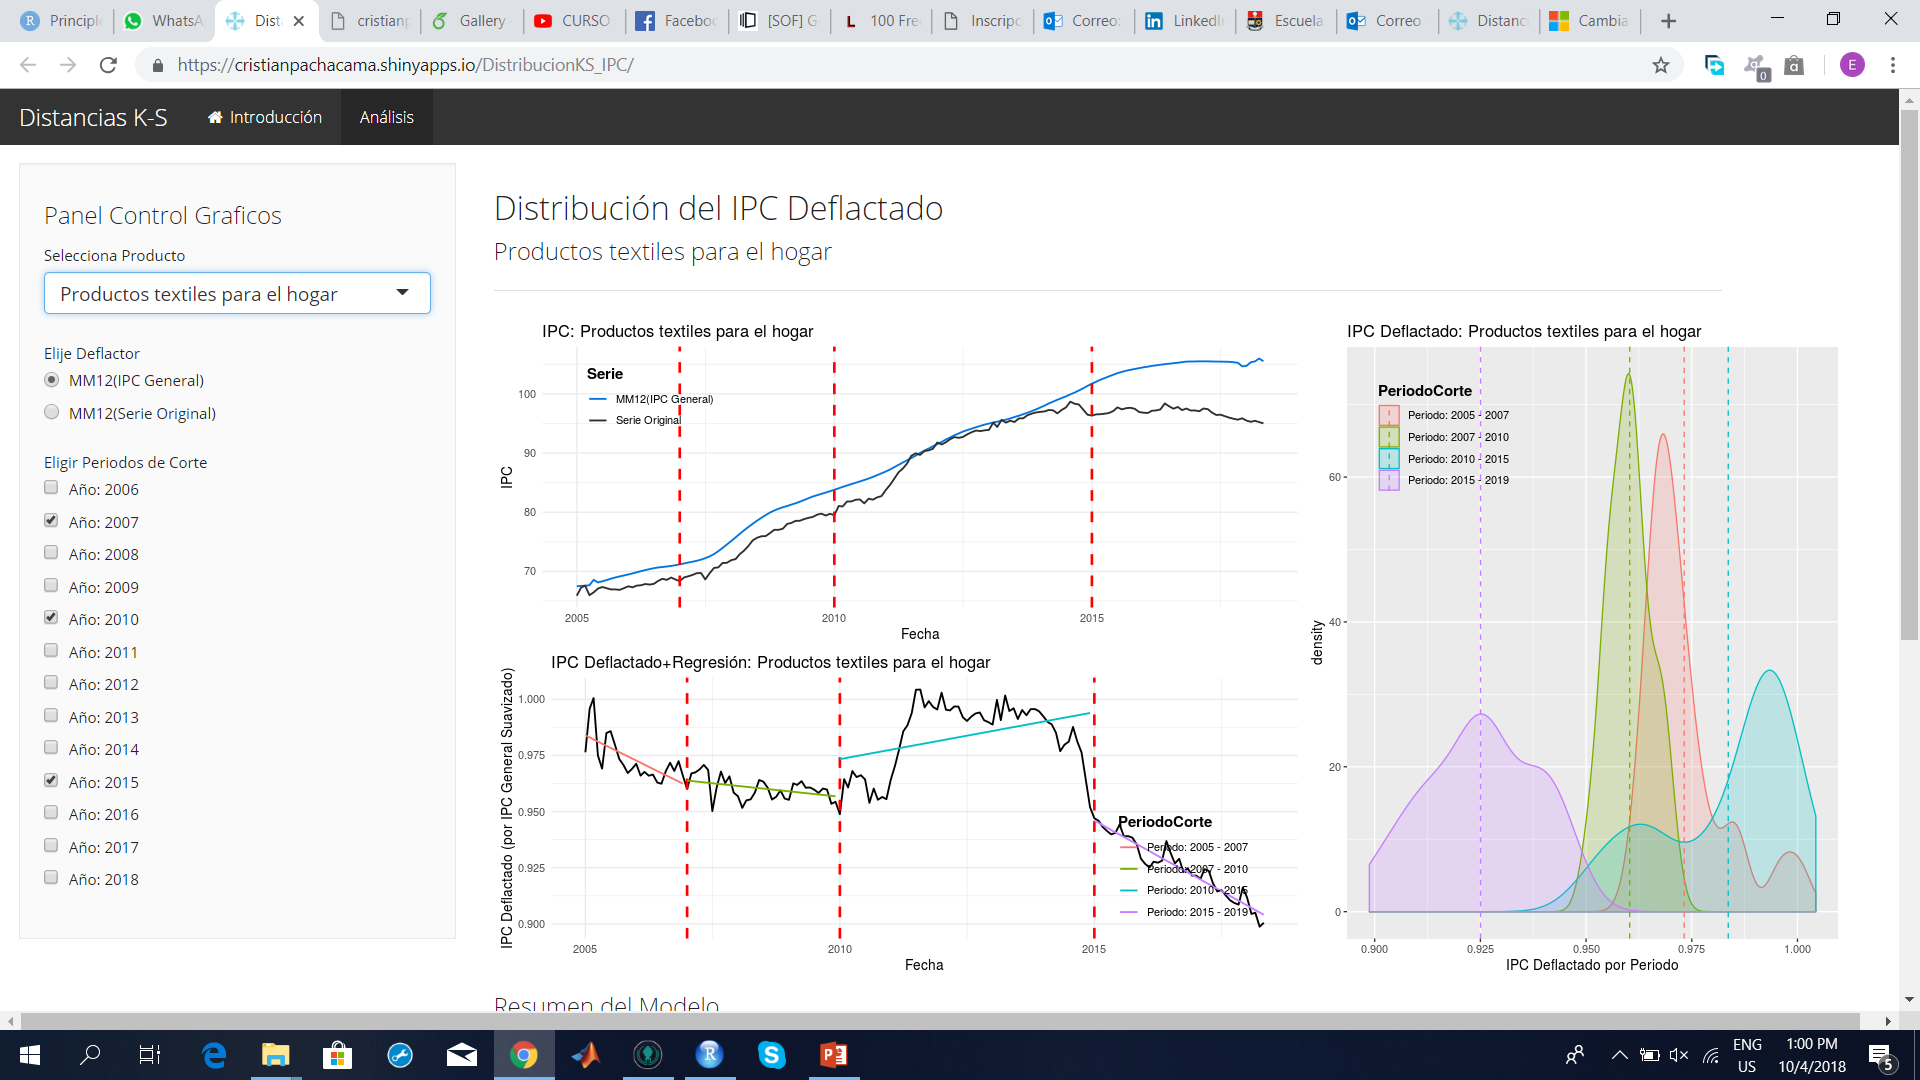 Principle
WhatsA
Dist
cristianp
Gallery
CURSO
Faceboo
[SOF] G
100 Fre
Inscripc
Correo:
LinkedIn
Escuela
Correo
Distanc
Cambia
https://cristianpachacama.shinyapps.io/DistribucionKS_IPC/
0
E
Distancias K-S
Introducción
Análisis
Panel Control Graficos
Selecciona Producto
Productos textiles para el hogar
Elije Deflactor
MM12(IPC General)
MM12(Serie Original)
Eligir Periodos de Corte
Año: 2006
Año: 2007
Año: 2008
Año: 2009
Año: 2010
Año: 2011
Año: 2012
Año: 2013
Año: 2014
Año: 2015
Año: 2016
Año: 2017
Año: 2018
Distribución del IPC Deflactado
Productos textiles para el hogar
IPC: Productos textiles para el hogar
Serie
MM12(IPC General)
Serie Original
IPC
100
90
80
70
2005
2010
2015
Fecha
IPC Deflactado+Regresión: Productos textiles para el hogar
IPC Deflactado (por IPC General Suavizado)
1.000
0.975
0.950
0.925
0.900
PeriodoCorte
Periodo: 2005 - 2007
Periodo: 2007 - 2010
Periodo: 2010 - 2015
Periodo: 2015 - 2019
2005
2010
2015
Fecha
IPC Deflactado: Productos textiles para el hogar
PeriodoCorte
Periodo: 2005 - 2007
Periodo: 2007 - 2010
Periodo: 2010 - 2015
Periodo: 2015 - 2019
density
60
40
20
0
0.900
0.925
0.950
0.975
1.000
IPC Deflactado por Periodo
Resumen del Modelo
ENG
US
1:00 PM
10/4/2018
5